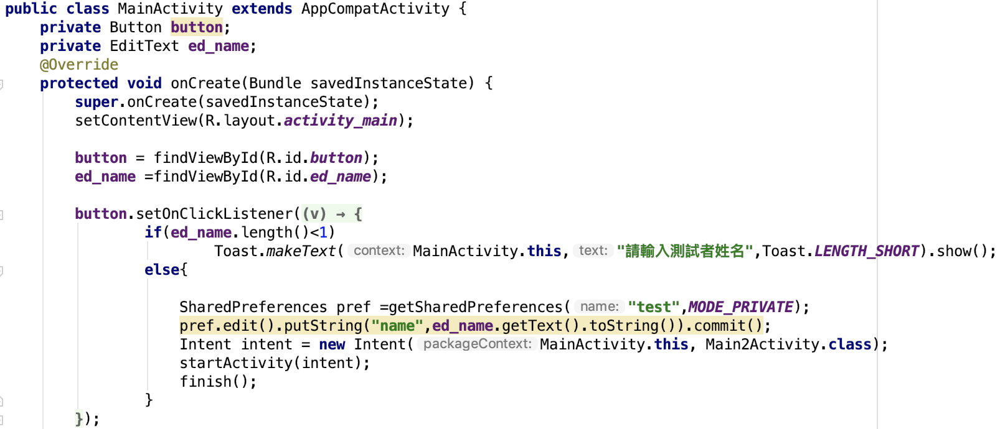 public class MainActivity extends AppCompatActivity {
private Button button;
private EditText ed_name;
@Override
protected void onCreate(Bundle savedInstanceState) {
super.onCreate(savedInstanceState);
setContentView(R.layout.activity_main);
button = findViewById(R.id.button);
ed_name =findViewById(R.id.ed_name);
button.setOnClickListener((v) → {
if(ed_name.length()<1)
Toast.makeText( context: MainActivity.this, text: "請輸入測試者姓名",Toast.LENGTH_SHORT).show();
else{
SharedPreferences pref =getSharedPreferences( name: "test",MODE_PRIVATE);
pref.edit().putString("name",ed_name.getText().toString()).commit();
Intent intent = new Intent( packageContext: MainActivity.this, Main2Activity.class);
startActivity(intent);
finish();
}
});